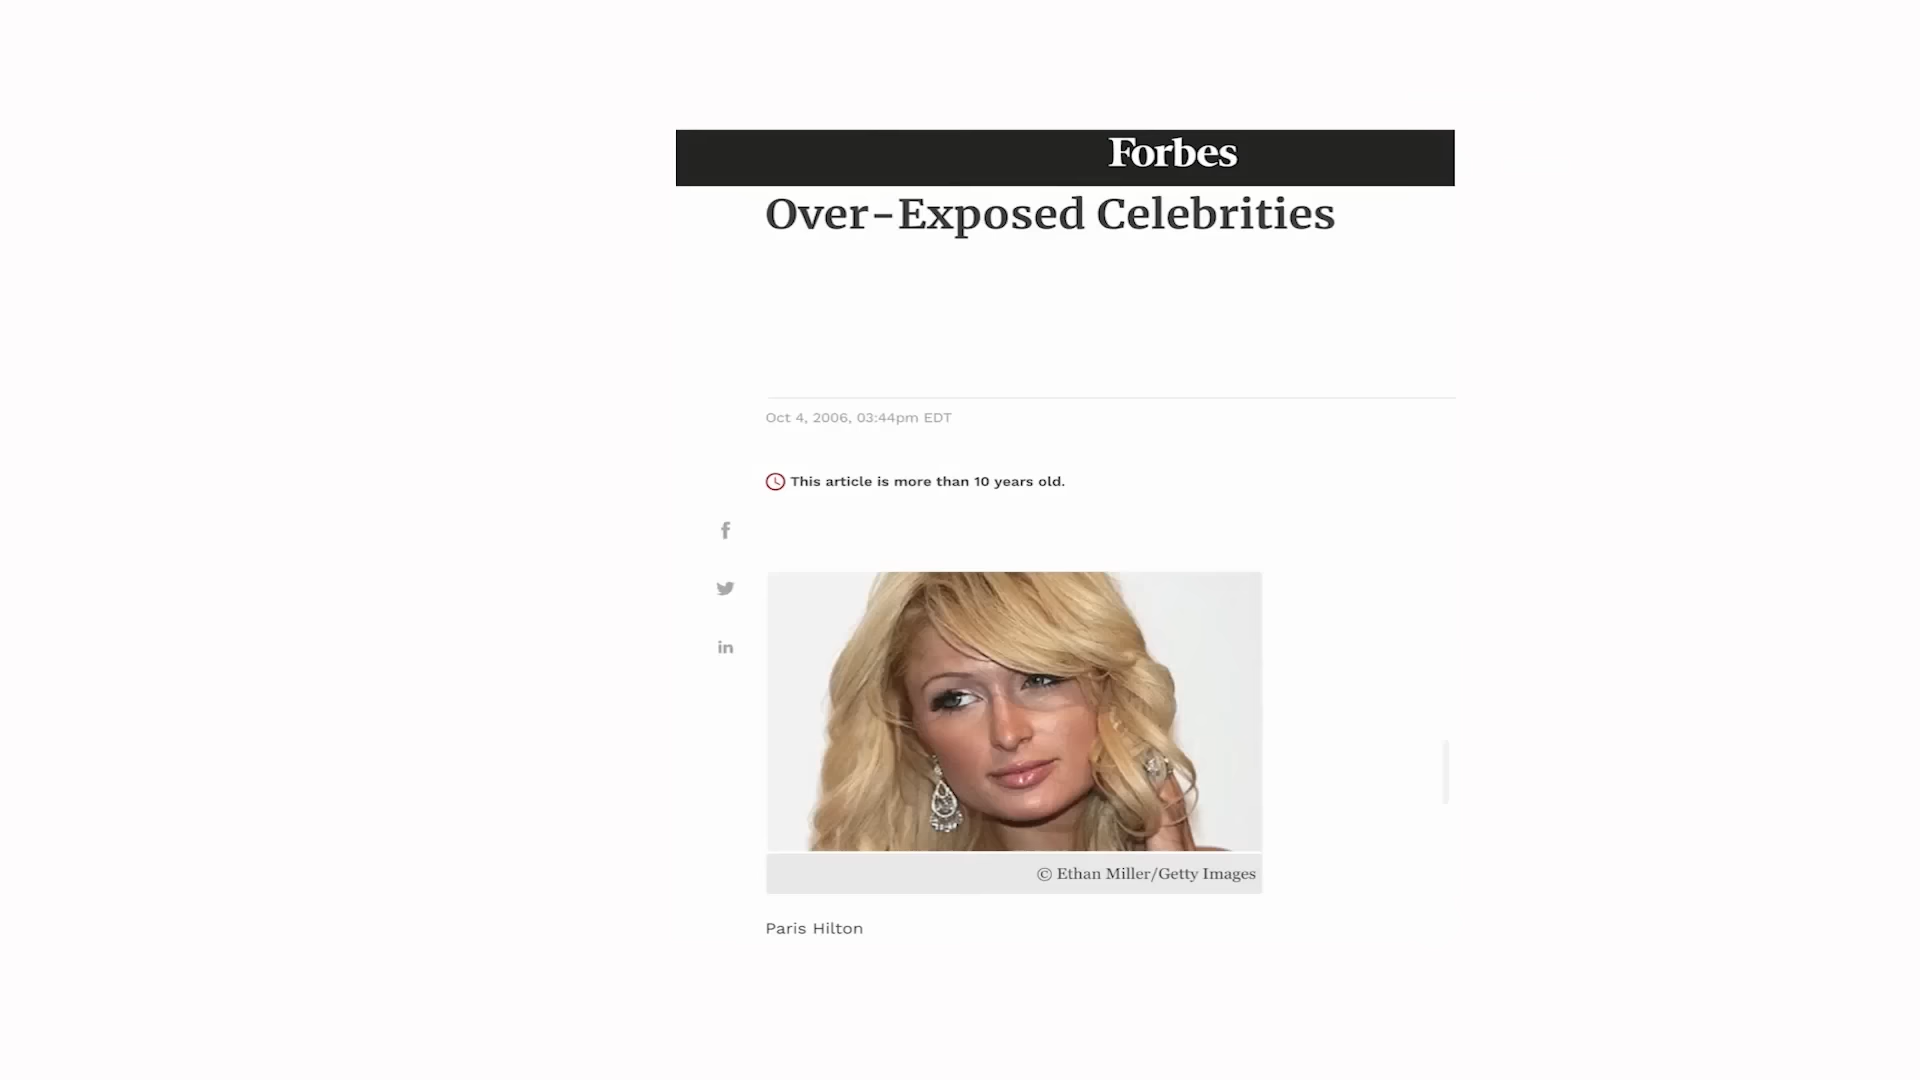 Forbes
Over-Exposed Celebrities
Oct 4, 2006, 03:44pm EDT
This article is more than 10 years old.
f
in
© Ethan Miller/Getty Images
Paris Hilton